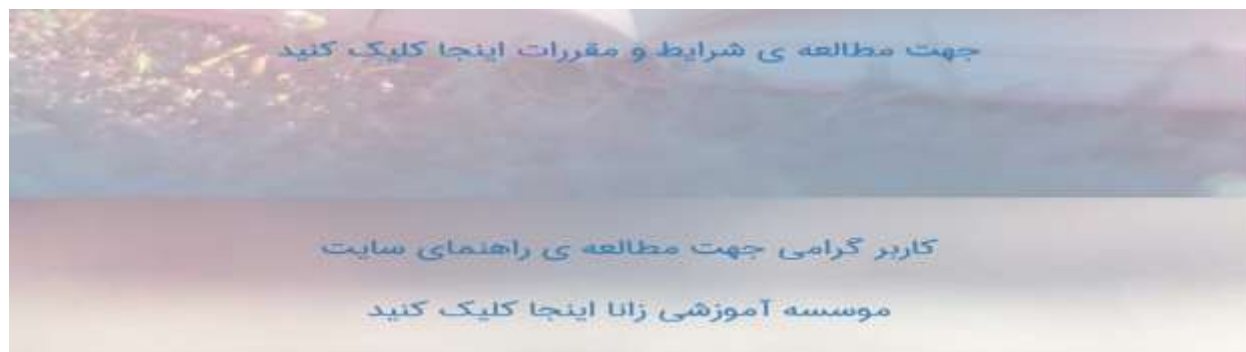 جهت مطالعه ی شرایط و مقررات اینجا کلیک کنید
کاربر گرامی جهت مطالعه ی راهنمای سایت
موسسه آموزشی زانا اینجا کلیک کنید